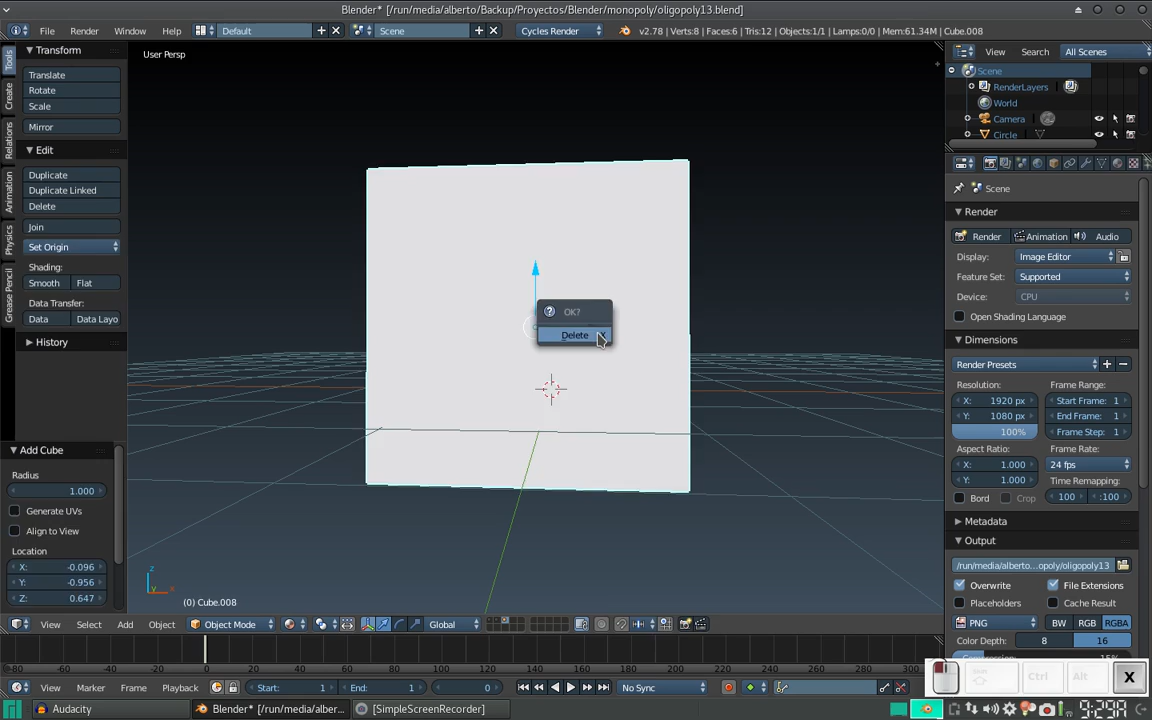 Blender* [/run/media/alberto/Backup/Proyectos/Blender/monopoly/oligopoly13.blend]
File Render Window Help Default Scene Cycles Render v2.78 | Verts:8 | Faces:6 | Tris:12 | Objects:1/1 | Lamps:0/0 | Mem:61.34M | Cube.008
Tools
Create
Relations
Animation
Physics
Grease Pencil
Transform
Translate
Rotate
Scale
Mirror
Edit
Duplicate
Duplicate Linked
Delete
Join
Set Origin
Shading:
Smooth Flat
Data Transfer:
Data Data Layo
History
Add Cube
Radius
1.000
Generate UVs
Align to View
Location
X: -0.096
Y: -0.956
Z: 0.647
User Persp
OK?
Delete
z
y
x
(0) Cube.008
View Select Add Object Object Mode Global
-80 -60 -40 -20 0 20 40 60 80 100 120 140 160 180 200 220 240 260 280 300
View Marker Frame Playback Start: 1 End: 1 0 No Sync
View Search All Scenes
Scene
RenderLayers
World
Camera
Circle
Scene
Render
Render Animation Audio
Display: Image Editor
Feature Set: Supported
Device: CPU
Open Shading Language
Dimensions
Render Presets
Resolution: Frame Range:
X: 1920 px Start Frame: 1
Y: 1080 px End Frame: 1
100% Frame Step: 1
Aspect Ratio: Frame Rate:
X: 1.000 24 fps
Y: 1.000 Time Remapping:
Bord Crop 100 :100
Metadata
Output
/run/media/alberto...opoly/oligopoly13
Overwrite File Extensions
Placeholders Cache Result
PNG BW RGB RGBA
Color Depth: 8 16
Ctrl Alt X
Audacity Blender* [/run/media/alber... [SimpleScreenRecorder]